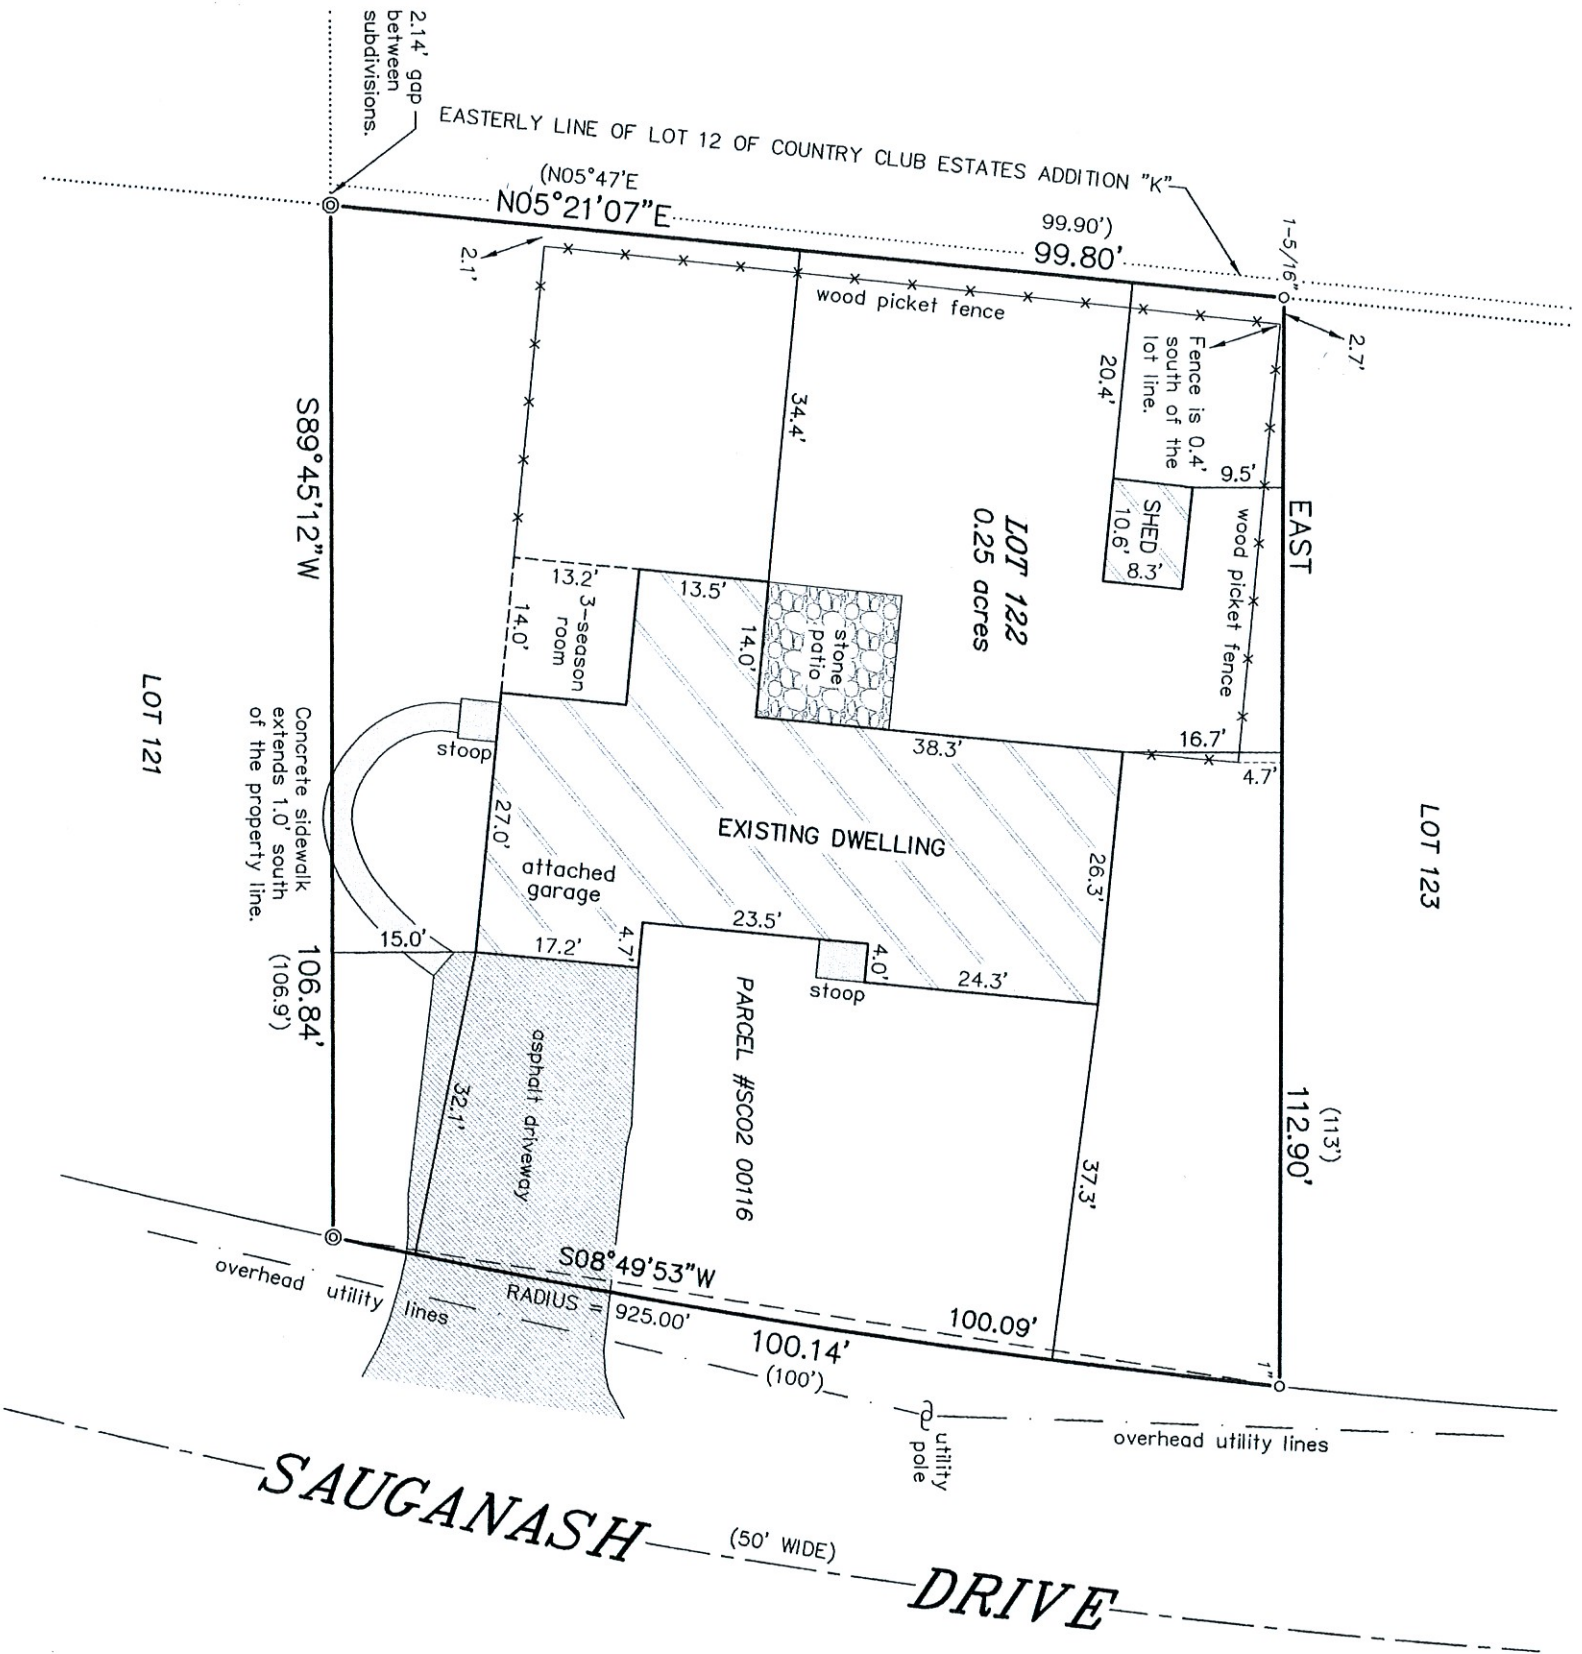 2.14' gap
between
subdivisions.
EASTERLY LINE OF LOT 12 OF COUNTRY CLUB ESTATES ADDITION "K"
(N05°47'E
N05°21'07"E
99.90')
99.80'
1-5/16"
2.1'
wood picket fence
2.7'
Fence is 0.4'
south of the
lot line.
20.4'
34.4'
9.5'
EAST
S89°45'12"W
SHED
10.6'
8.3'
wood picket fence
LOT 122
0.25 acres
13.2'
3-season
room
14.0'
13.5'
14.0'
stone
patio
LOT 121
stoop
38.3'
16.7'
4.7'
LOT 123
Concrete sidewalk
extends 1.0' south
of the property line.
27.0'
EXISTING DWELLING
attached
garage
26.3'
15.0'
17.2'
4.7'
23.5'
4.0'
24.3'
stoop
106.84'
(106.9')
PARCEL #SC02 00116
asphalt driveway
32.1'
37.3'
(113')
112.90'
S08°49'53"W
RADIUS = 925.00'
100.09'
100.14'
(100')
1"
overhead utility lines
utility
pole
overhead utility lines
SAUGANASH
(50' WIDE)
DRIVE